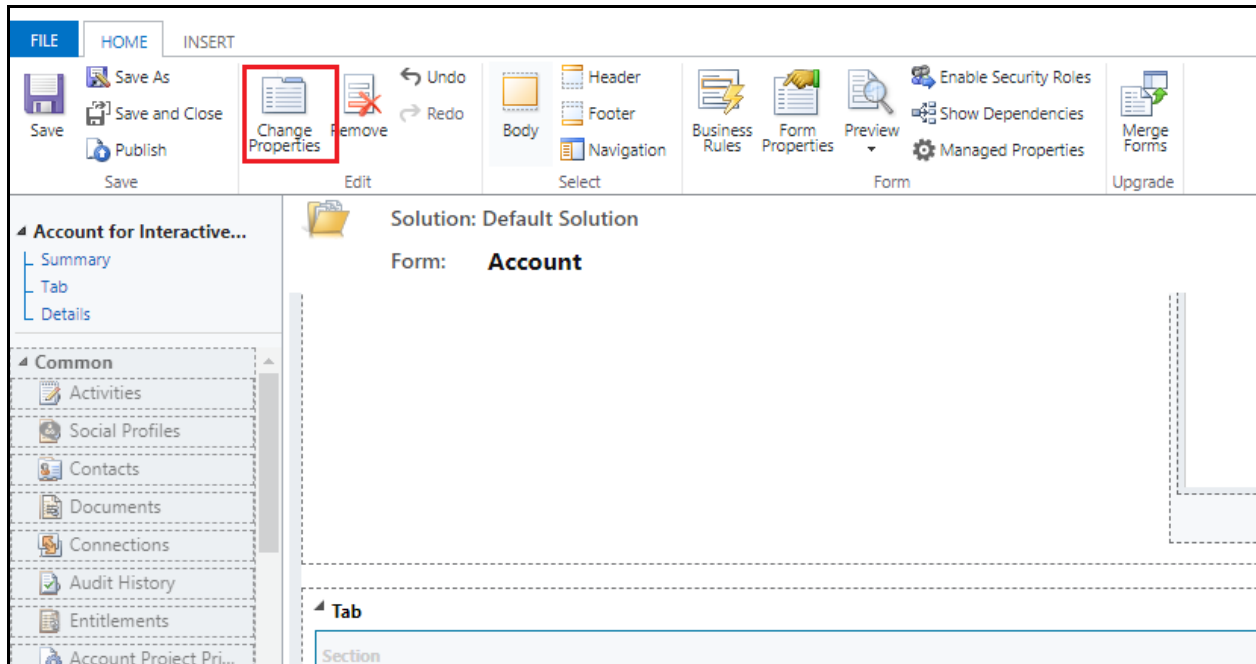 FILE HOME INSERT
Save
Save As
Save and Close
Publish
Save
Change
Properties
Remove
Undo
Redo
Edit
Body
Header
Footer
Navigation
Select
Business
Rules
Form
Properties
Preview
Enable Security Roles
Show Dependencies
Managed Properties
Form
Merge
Forms
Upgrade
Account for Interactive...
Summary
Tab
Details
Common
Activities
Social Profiles
Contacts
Documents
Connections
Audit History
Entitlements
Account Project Pri...
Solution: Default Solution
Form: Account
Tab
Section